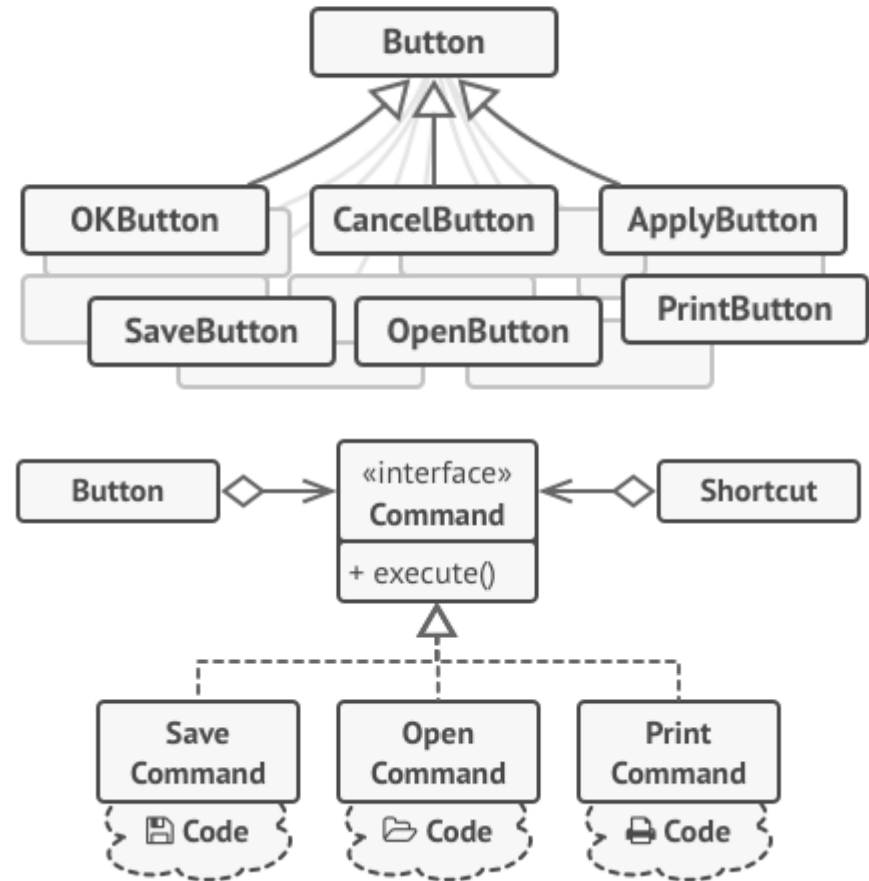 Button
OKButton
CancelButton
ApplyButton
SaveButton
OpenButton
PrintButton
Button
«interface»
Command
Shortcut
+ execute()
Save
Command
Open
Command
Print
Command
Code
Code
Code